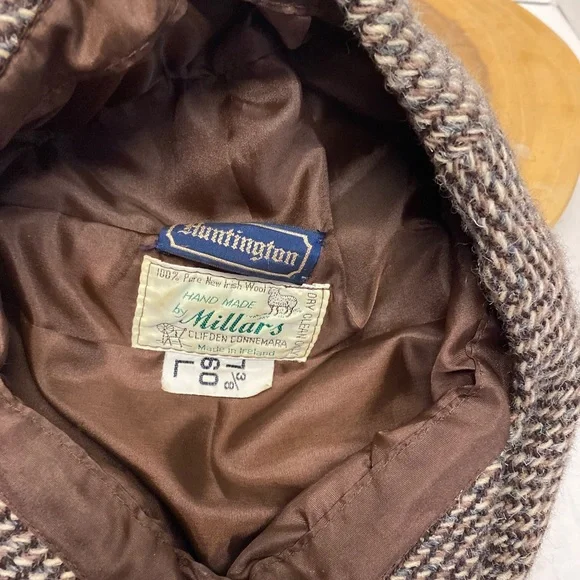 Huntington
100% Pure New Irish Wool
DRY CLEAN
HAND MADE
by Millars
CLIFDEN CONNEMARA
Made in Ireland
7 3/8
60
L